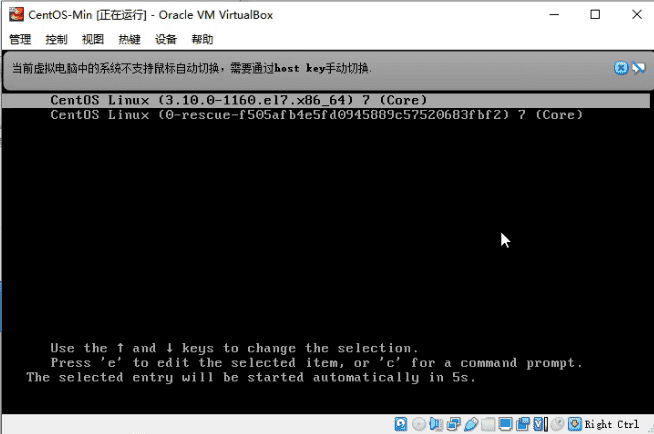 CentOS-Min [正在运行] - Oracle VM VirtualBox
管理 控制 视图 热键 设备 帮助
当前虚拟电脑中的系统不支持鼠标自动切换，需要通过host key手动切换.
CentOS Linux (3.10.0-1160.el7.x86_64) 7 (Core)
CentOS Linux (0-rescue-f505afb4e5fd0945889c57520683fbf2) 7 (Core)
Use the ↑ and ↓ keys to change the selection.
Press 'e' to edit the selected item, or 'c' for a command prompt.
The selected entry will be started automatically in 5s.
Right Ctrl